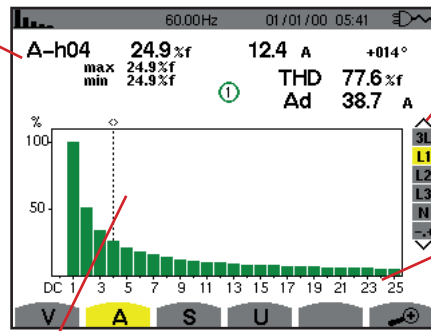 60.00Hz 01/01/00 05:41
A-h04 24.9 %f 12.4 A +014°
max 24.9%f
min 24.9%f
1
THD 77.6 %f
Ad 38.7 A
%
<>
100
50
3L
L1
L2
L3
N
-.+
DC 1 3 5 7 9 11 13 15 17 19 21 23 25
V A S U